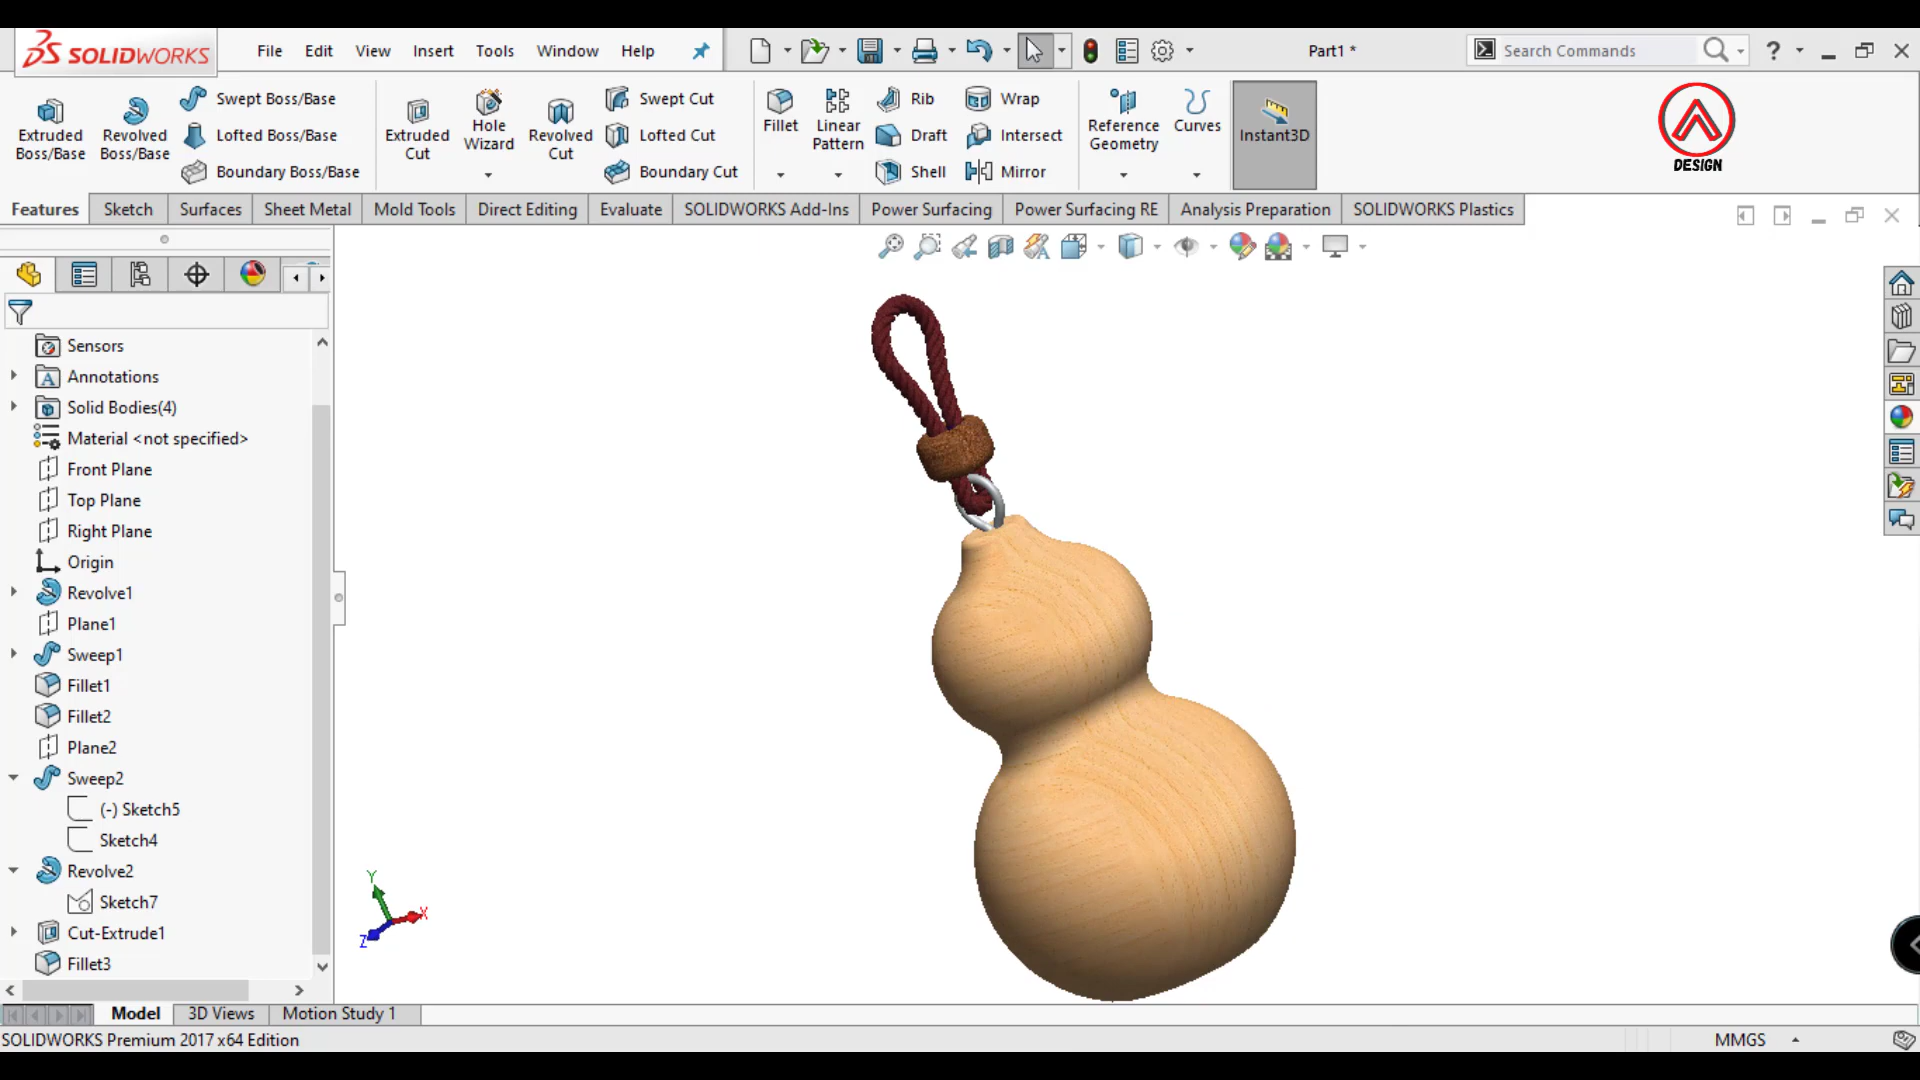 SOLIDWORKS File Edit View Insert Tools Window Help Part1 * Search Commands ?
Extruded Boss/Base
Revolved Boss/Base
Swept Boss/Base
Lofted Boss/Base
Boundary Boss/Base
Extruded Cut
Hole Wizard
Revolved Cut
Swept Cut
Lofted Cut
Boundary Cut
Fillet
Linear Pattern
Rib
Draft
Shell
Wrap
Intersect
Mirror
Reference Geometry
Curves
Instant3D
DESIGN
Features Sketch Surfaces Sheet Metal Mold Tools Direct Editing Evaluate SOLIDWORKS Add-Ins Power Surfacing Power Surfacing RE Analysis Preparation SOLIDWORKS Plastics
Sensors
Annotations
Solid Bodies(4)
Material <not specified>
Front Plane
Top Plane
Right Plane
Origin
Revolve1
Plane1
Sweep1
Fillet1
Fillet2
Plane2
Sweep2
(-) Sketch5
Sketch4
Revolve2
Sketch7
Cut-Extrude1
Fillet3
Y
X
Z
Model 3D Views Motion Study 1
SOLIDWORKS Premium 2017 x64 Edition MMGS